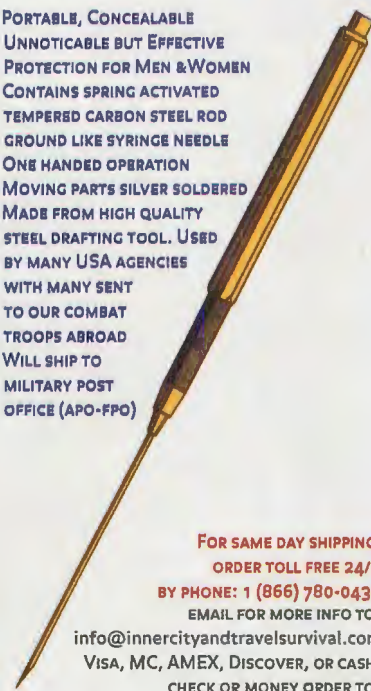 PORTABLE, CONCEALABLE
UNNOTICABLE BUT EFFECTIVE
PROTECTION FOR MEN &WOMEN
CONTAINS SPRING ACTIVATED
TEMPERED CARBON STEEL ROD
GROUND LIKE SYRINGE NEEDLE
ONE HANDED OPERATION
MOVING PARTS SILVER SOLDERED
MADE FROM HIGH QUALITY
STEEL DRAFTING TOOL. USED
BY MANY USA AGENCIES
WITH MANY SENT
TO OUR COMBAT
TROOPS ABROAD
WILL SHIP TO
MILITARY POST
OFFICE (APO-FPO)
FOR SAME DAY SHIPPING
ORDER TOLL FREE 24/
BY PHONE: 1 (866) 780-043
EMAIL FOR MORE INFO TO
info@innercityandtravelsurvival.com
VISA, MC, AMEX, DISCOVER, OR CASH
CHECK OR MONEY ORDER TO